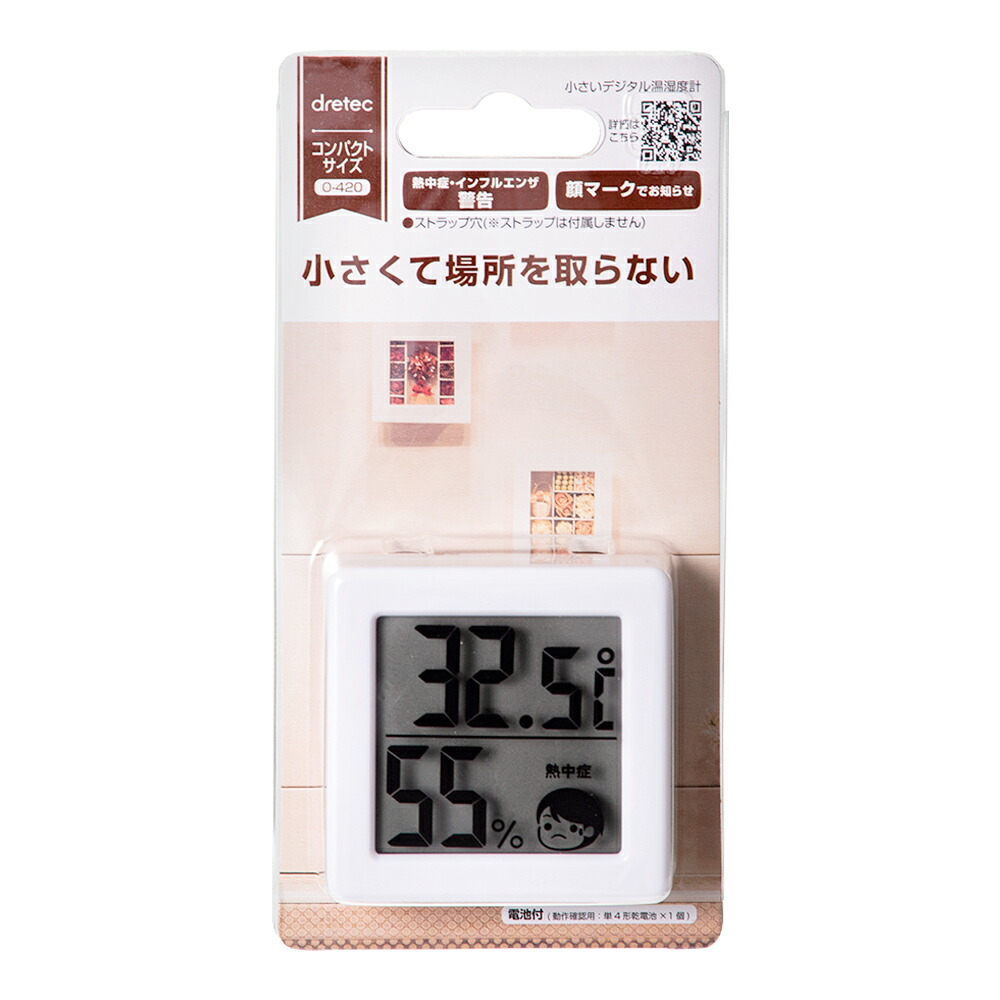 小さいデジタル温湿度計
dretec
コンパクト
サイズ
O-420
詳細は
こちら
熱中症・インフルエンザ
警告
顔マークでお知らせ
●ストラップ穴(※ストラップは付属しません)
小さくて場所を取らない
32.5℃
55%
熱中症
電池付(動作確認用:単4形乾電池×1個)